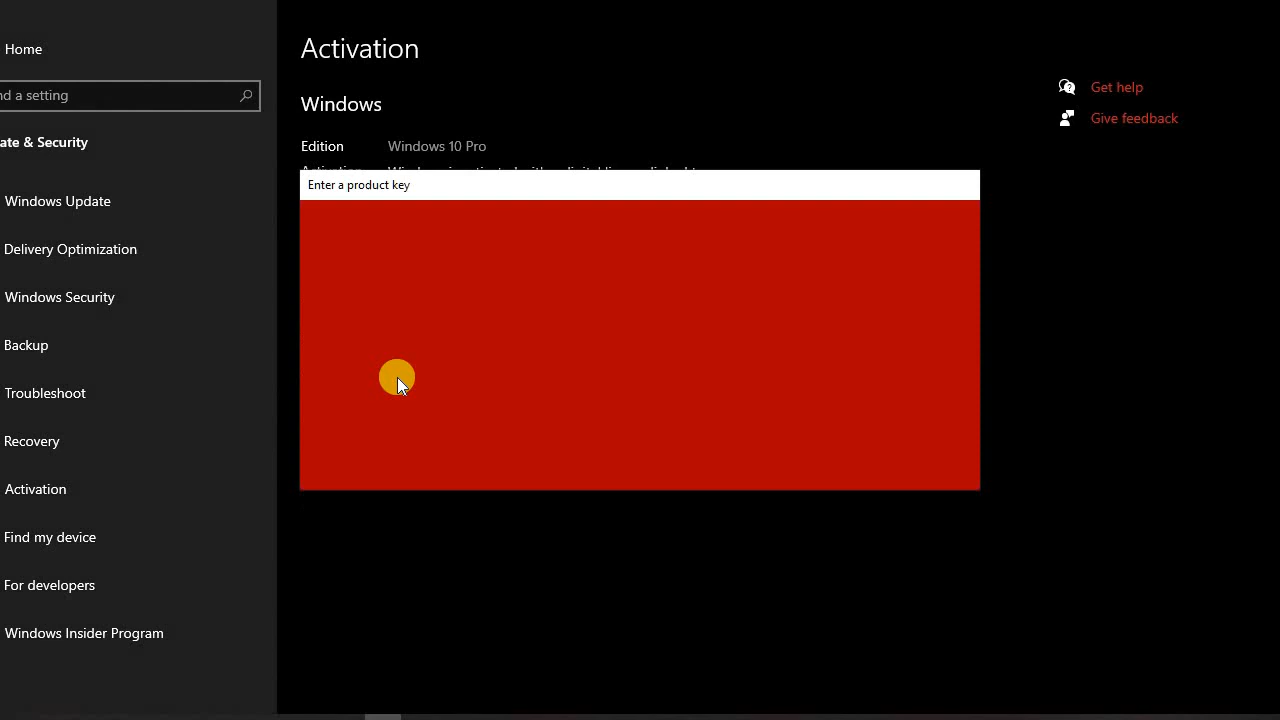 Home
nd a setting
ate & Security
Windows Update
Delivery Optimization
Windows Security
Backup
Troubleshoot
Recovery
Activation
Find my device
For developers
Windows Insider Program
Activation
Windows
Edition Windows 10 Pro
Enter a product key
Get help
Give feedback